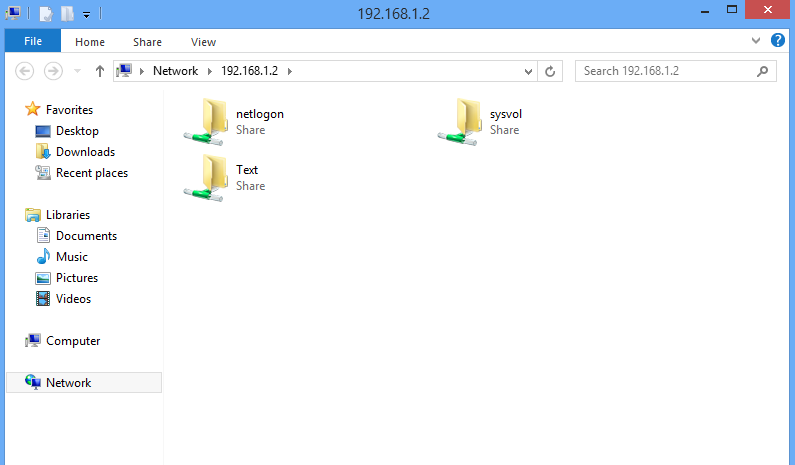 192.168.1.2
File Home Share View
Network 192.168.1.2 Search 192.168.1.2
Favorites
Desktop
Downloads
Recent places
Libraries
Documents
Music
Pictures
Videos
Computer
Network
netlogon
Share
sysvol
Share
Text
Share